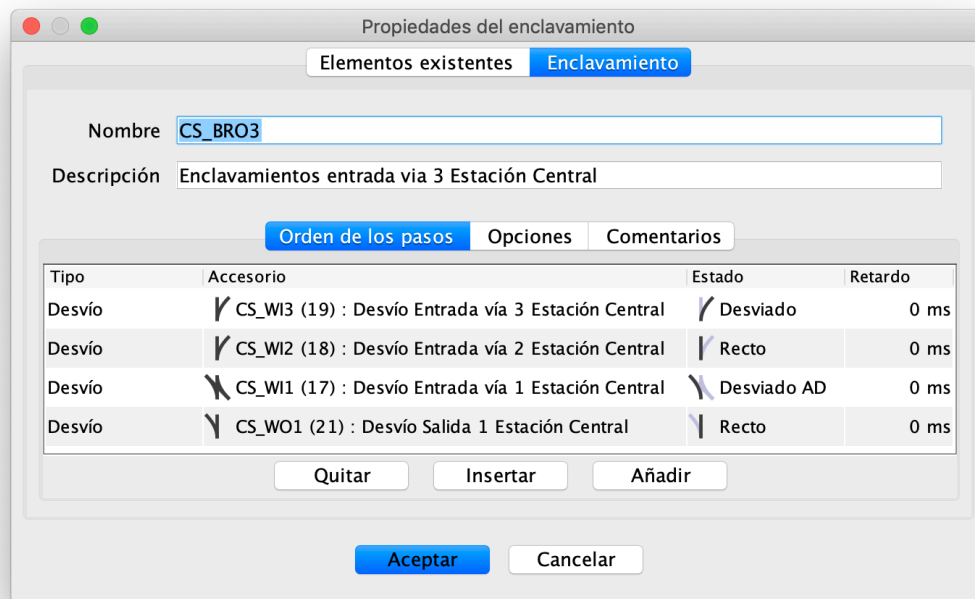 Propiedades del enclavamiento
Elementos existentes Enclavamiento
Nombre CS_BRO3
Descripción Enclavamientos entrada via 3 Estación Central
Orden de los pasos Opciones Comentarios
Tipo Accesorio Estado Retardo
Desvío CS_WI3 (19) : Desvío Entrada vía 3 Estación Central Desviado 0 ms
Desvío CS_WI2 (18) : Desvío Entrada vía 2 Estación Central Recto 0 ms
Desvío CS_WI1 (17) : Desvío Entrada vía 1 Estación Central Desviado AD 0 ms
Desvío CS_WO1 (21) : Desvío Salida 1 Estación Central Recto 0 ms
Quitar Insertar Añadir
Aceptar Cancelar